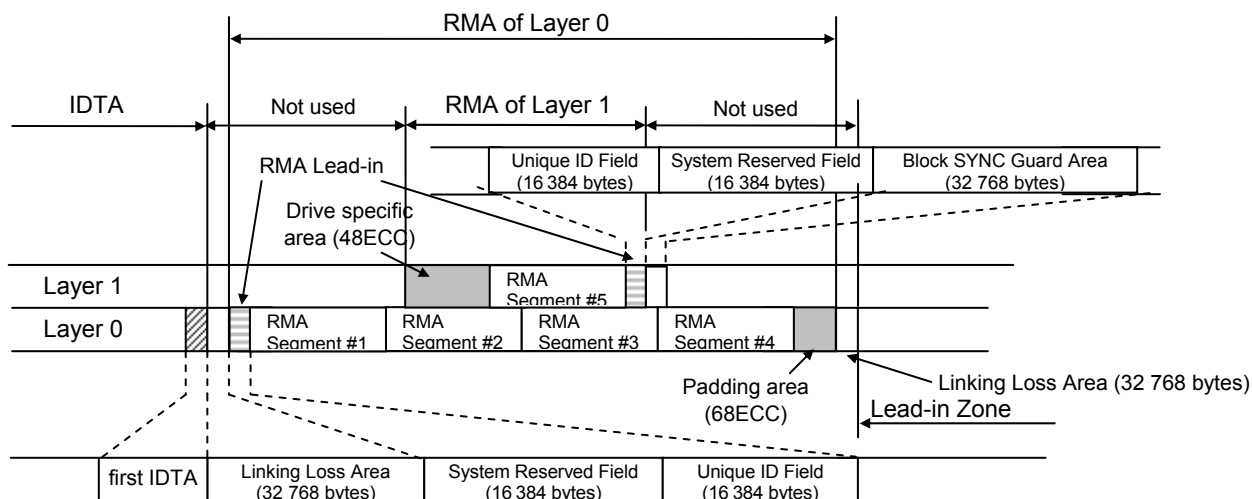 RMA of Layer 0
IDTA
Not used
RMA of Layer 1
Not used
RMA Lead-in
Unique ID Field
(16 384 bytes)
System Reserved Field
(16 384 bytes)
Block SYNC Guard Area
(32 768 bytes)
Drive specific
area (48ECC)
Layer 1
RMA
Segment #5
Layer 0
RMA
Segment #1
RMA
Segment #2
RMA
Segment #3
RMA
Segment #4
Padding area
(68ECC)
Linking Loss Area (32 768 bytes)
Lead-in Zone
first IDTA
Linking Loss Area
(32 768 bytes)
System Reserved Field
(16 384 bytes)
Unique ID Field
(16 384 bytes)